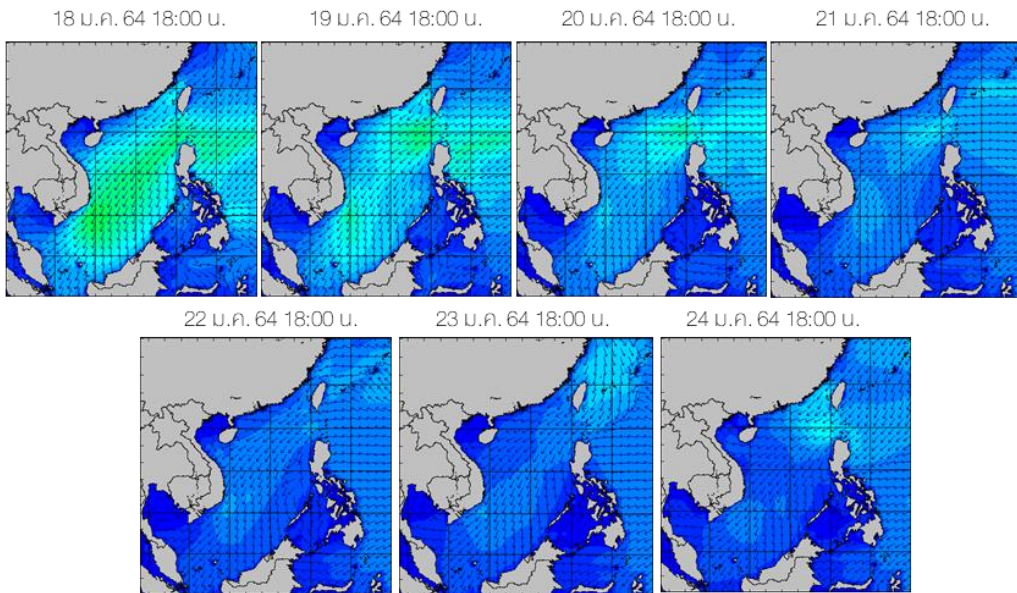 18 ม.ค. 64 18:00 น.
19 ม.ค. 64 18:00 น.
20 ม.ค. 64 18:00 น.
21 ม.ค. 64 18:00 น.
22 ม.ค. 64 18:00 น.
23 ม.ค. 64 18:00 น.
24 ม.ค. 64 18:00 น.